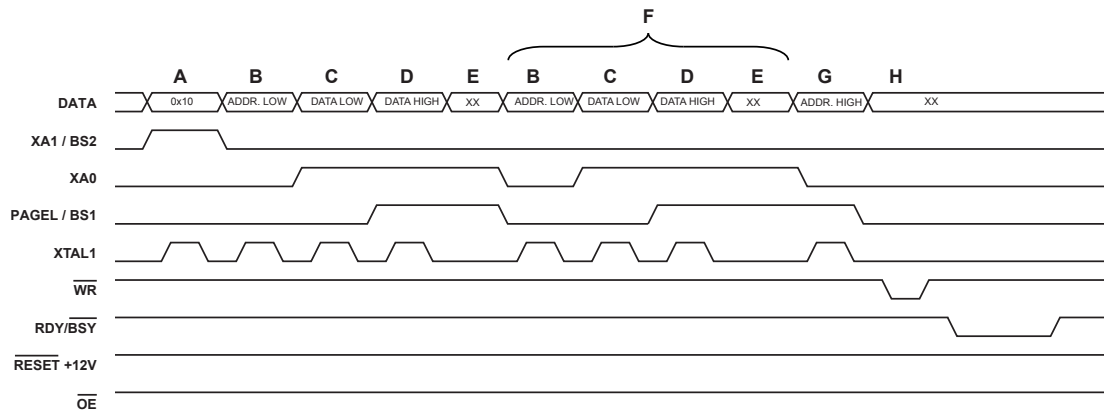 F
A B C D E B C D E G H
DATA 0x10 ADDR. LOW DATA LOW DATA HIGH XX ADDR. LOW DATA LOW DATA HIGH XX ADDR. HIGH XX
XA1 / BS2
XA0
PAGEL / BS1
XTAL1
WR
RDY/BSY
RESET +12V
OE